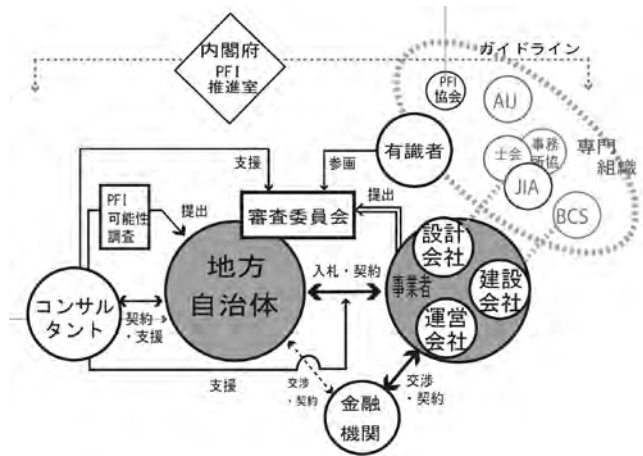 内閣府
PFI
推進室
ガイドライン
PFI
協会
AIJ
有識者
士会
事務
所協
専門
組織
JIA
BCS
支援
参画
PFI
可能性
調査
提出
審査委員会
提出
設計
会社
地方
自治体
入札・契約
事業者
建設
会社
コンサル
タント
契約
・支援
運営
会社
支援
交渉
・契約
金融
機関
交渉
・契約